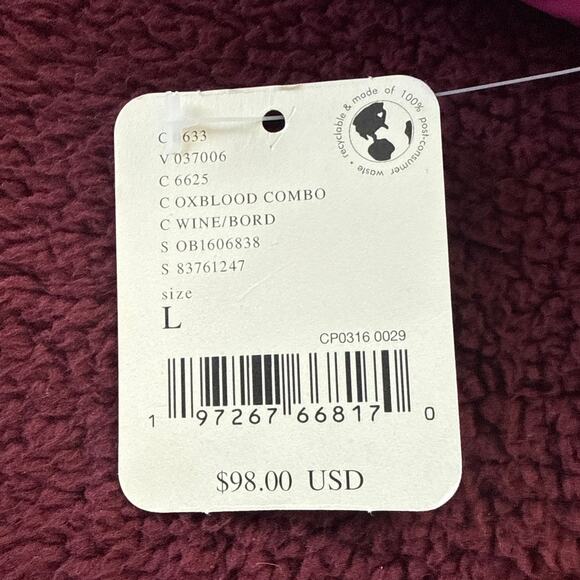 C 0633
V 037006
C 6625
C OXBLOOD COMBO
C WINE/BORD
S OB1606838
S 83761247
size
L
recyclable & made of 100% post-consumer waste •
CP0316 0029
1 97267 66817 0
$98.00 USD